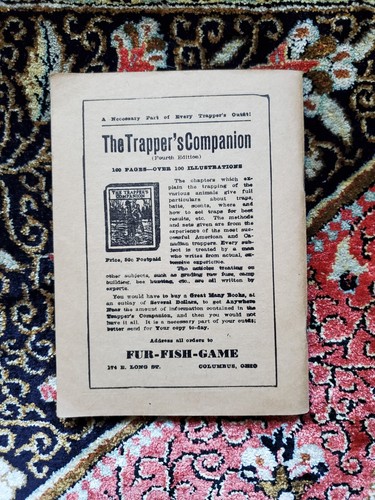 A Necessary Part of Every Trapper's Outfit!
The Trapper's Companion
(Fourth Edition)
160 PAGES—OVER 100 ILLUSTRATIONS
The chapters which ex-
plain the trapping of the
various animals give full
particulars about traps,
baits, scents, where and
how to set traps for best
results, etc. The methods
and sets given are from the
experience of the most suc-
cessful American and Ca-
nadian trappers. Every sub-
ject is treated by a man
who writes from actual, ex-
tensive experience.
THE TRAPPER'S
COMPANION
Price, 50c Postpaid
The articles treating on
other subjects, such as grading raw furs, camp
building, bee hunting, etc. are all written by
experts.
You would have to buy a Great Many Books, at
an outlay of Several Dollars, to get Anywhere
Near the amount of information contained in the
Trapper's Companion, and then you would not
have it all. It is a necessary part of your outfit;
better send for Your copy to-day.
Address all orders to
FUR-FISH-GAME
174 E. LONG ST. COLUMBUS, OHIO